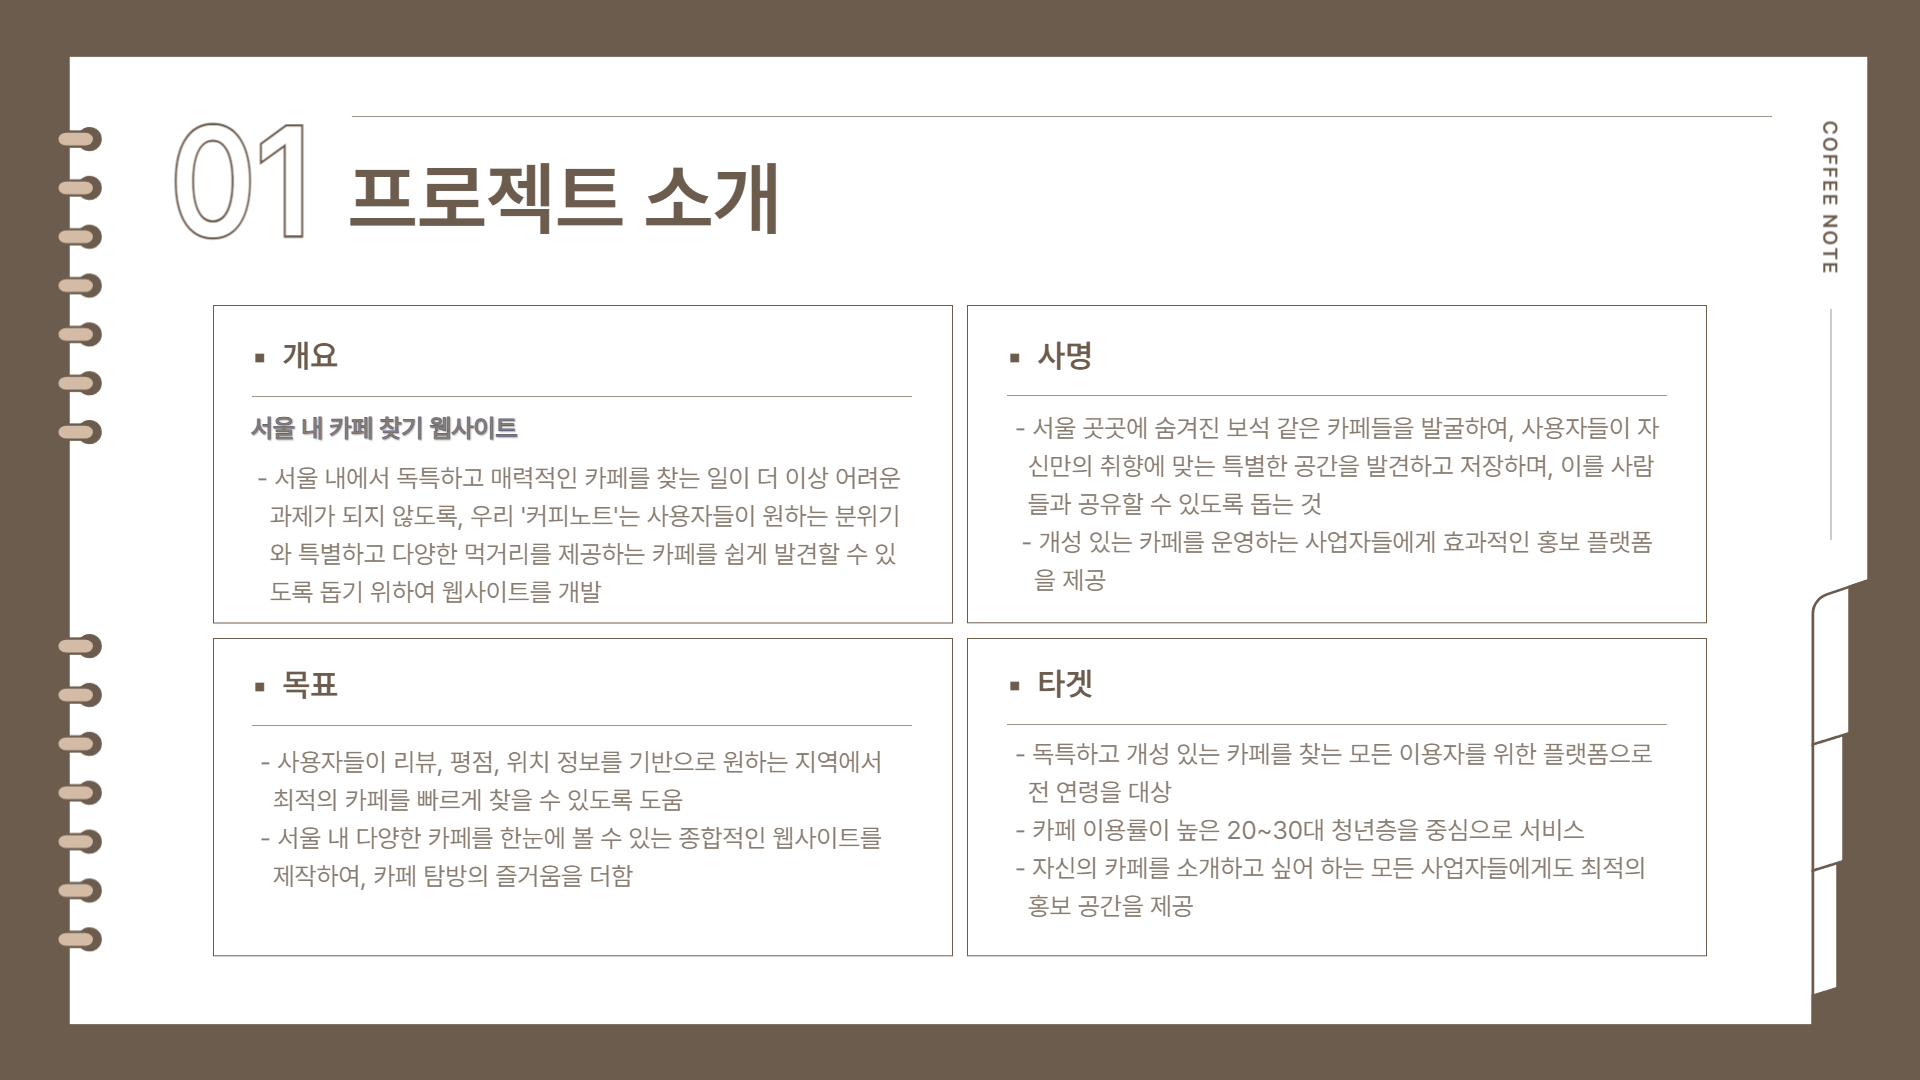 01
프로젝트 소개
COFFEE NOTE
▪ 개요
서울 내 카페 찾기 웹사이트
- 서울 내에서 독특하고 매력적인 카페를 찾는 일이 더 이상 어려운
과제가 되지 않도록, 우리 '커피노트'는 사용자들이 원하는 분위기
와 특별하고 다양한 먹거리를 제공하는 카페를 쉽게 발견할 수 있
도록 돕기 위하여 웹사이트를 개발
▪ 사명
- 서울 곳곳에 숨겨진 보석 같은 카페들을 발굴하여, 사용자들이 자
신만의 취향에 맞는 특별한 공간을 발견하고 저장하며, 이를 사람
들과 공유할 수 있도록 돕는 것
- 개성 있는 카페를 운영하는 사업자들에게 효과적인 홍보 플랫폼
을 제공
▪ 목표
- 사용자들이 리뷰, 평점, 위치 정보를 기반으로 원하는 지역에서
최적의 카페를 빠르게 찾을 수 있도록 도움
- 서울 내 다양한 카페를 한눈에 볼 수 있는 종합적인 웹사이트를
제작하여, 카페 탐방의 즐거움을 더함
▪ 타겟
- 독특하고 개성 있는 카페를 찾는 모든 이용자를 위한 플랫폼으로
전 연령을 대상
- 카페 이용률이 높은 20~30대 청년층을 중심으로 서비스
- 자신의 카페를 소개하고 싶어 하는 모든 사업자들에게도 최적의
홍보 공간을 제공